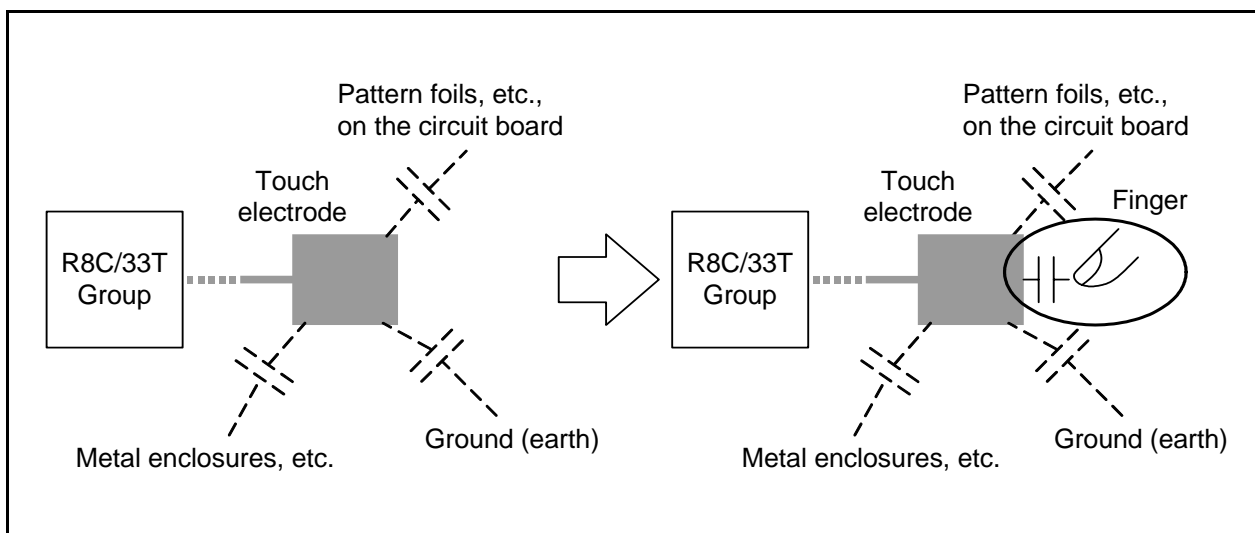 Pattern foils, etc.,
on the circuit board
Touch
electrode
R8C/33T
Group
Metal enclosures, etc.
Ground (earth)
Pattern foils, etc.,
on the circuit board
Touch
electrode
Finger
R8C/33T
Group
Metal enclosures, etc.
Ground (earth)